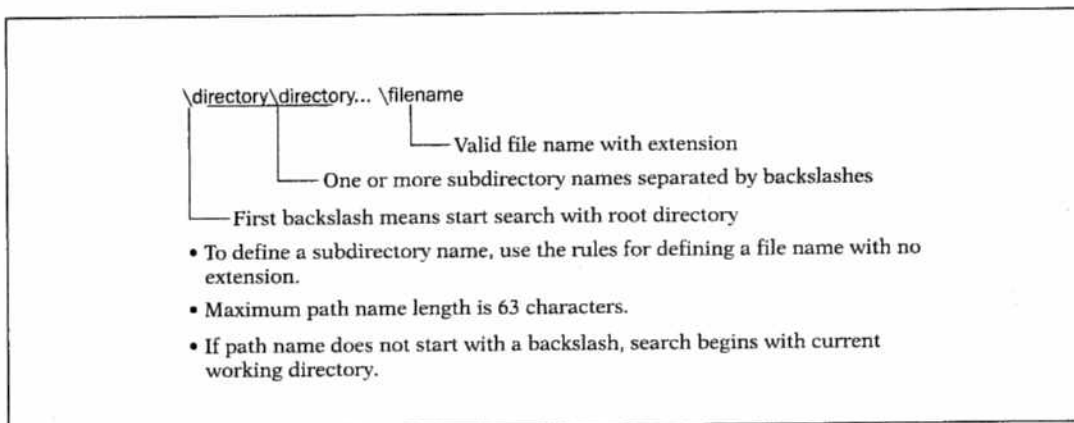 \directory\directory... \filename
Valid file name with extension
One or more subdirectory names separated by backslashes
First backslash means start search with root directory
• To define a subdirectory name, use the rules for defining a file name with no
extension.
• Maximum path name length is 63 characters.
• If path name does not start with a backslash, search begins with current
working directory.